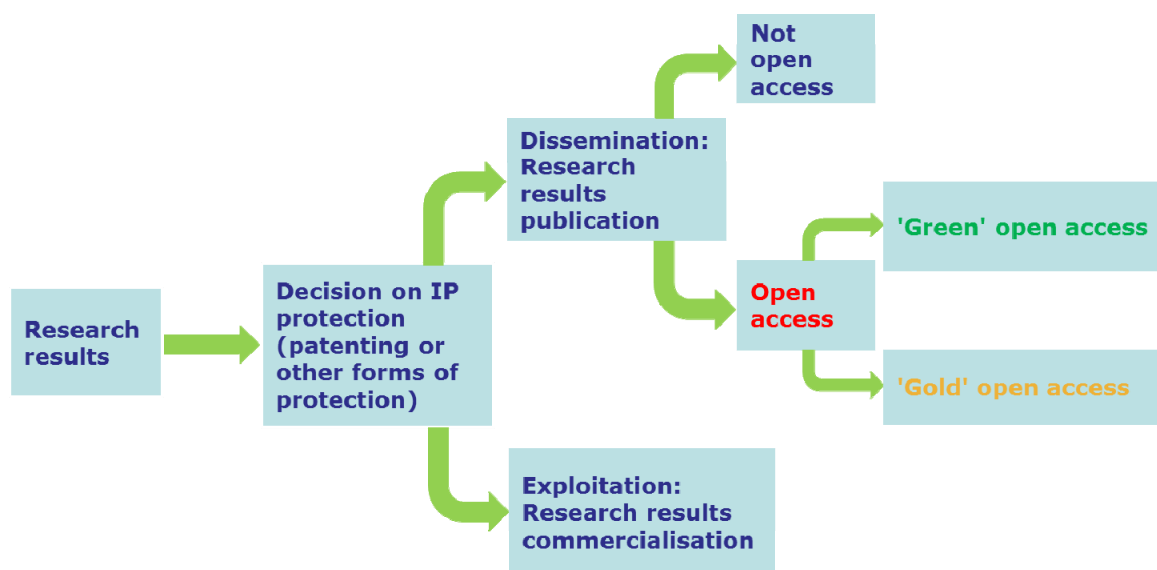 Research
results
Decision on IP
protection
(patenting or
other forms of
protection)
Dissemination:
Research
results
publication
Not
open
access
Open
access
'Green' open access
'Gold' open access
Exploitation:
Research results
commercialisation